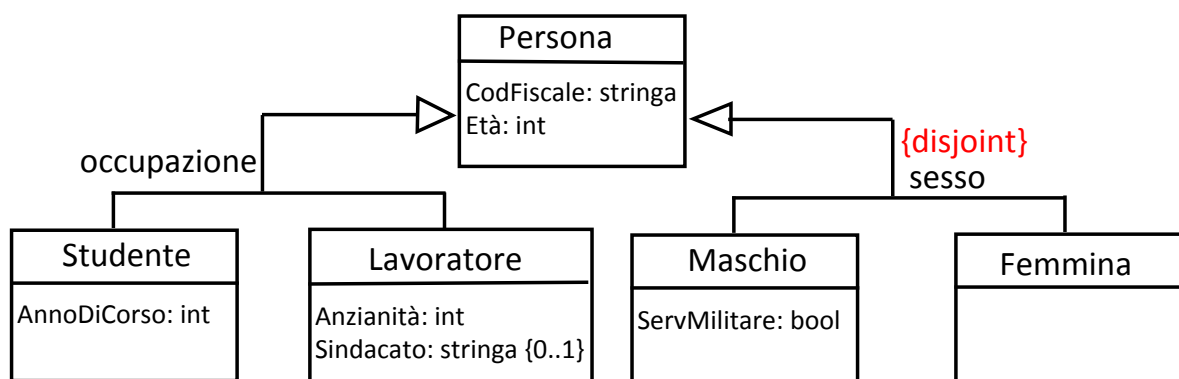 Persona
CodFiscale: stringa
Età: int
occupazione
{disjoint}
sesso
Studente
AnnoDiCorso: int
Lavoratore
Anzianità: int
Sindacato: stringa {0..1}
Maschio
ServMilitare: bool
Femmina